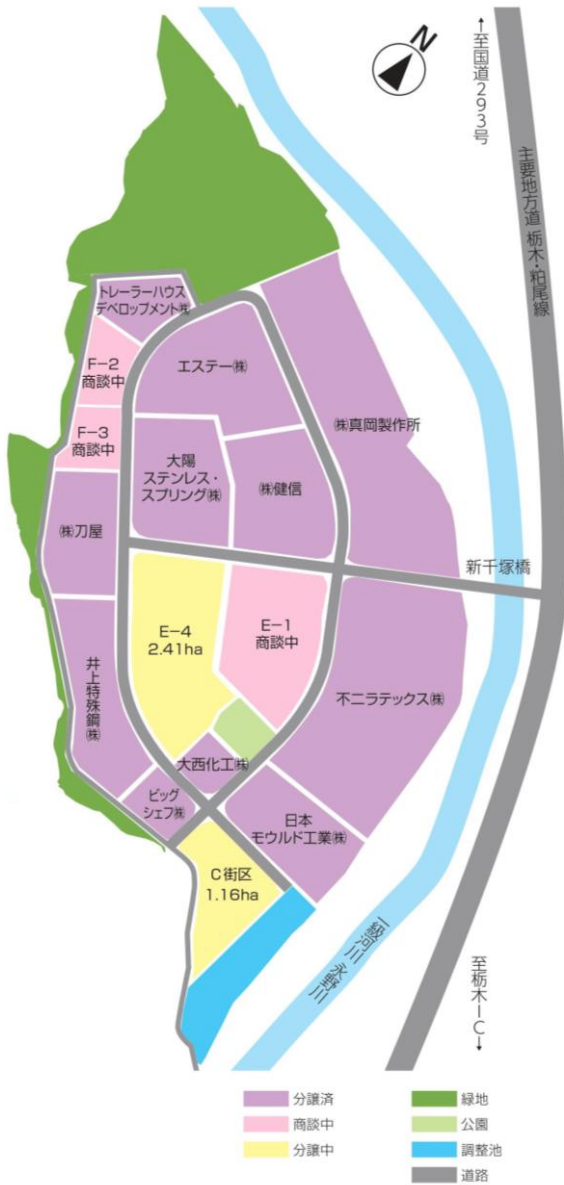 N
↑至国道293号
主要地方道 栃木・粕尾線
トレーラーハウス
デベロップメント㈱
F−2
商談中
エステー㈱
F−3
商談中
大陽
ステンレス・
スプリング㈱
㈱健信
㈱真岡製作所
㈱刀屋
新千塚橋
E−4
2.41ha
E−1
商談中
井上特殊鋼㈱
不二ラテックス㈱
大西化工㈱
ビッグ
シェフ㈱
日本
モウルド工業㈱
C街区
1.16ha
一級河川 永野川
至栃木IC↓
分譲済
商談中
分譲中
緑地
公園
調整池
道路